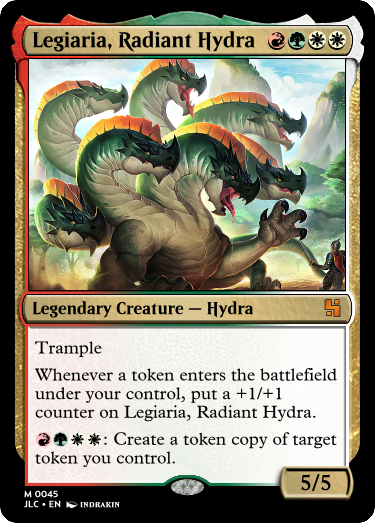 Legiaria, Radiant Hydra
Legendary Creature — Hydra
Trample
Whenever a token enters the battlefield
under your control, put a +1/+1
counter on Legiaria, Radiant Hydra.
: Create a token copy of target
token you control.
5/5
M 0045
JLC • EN INDRAKIN